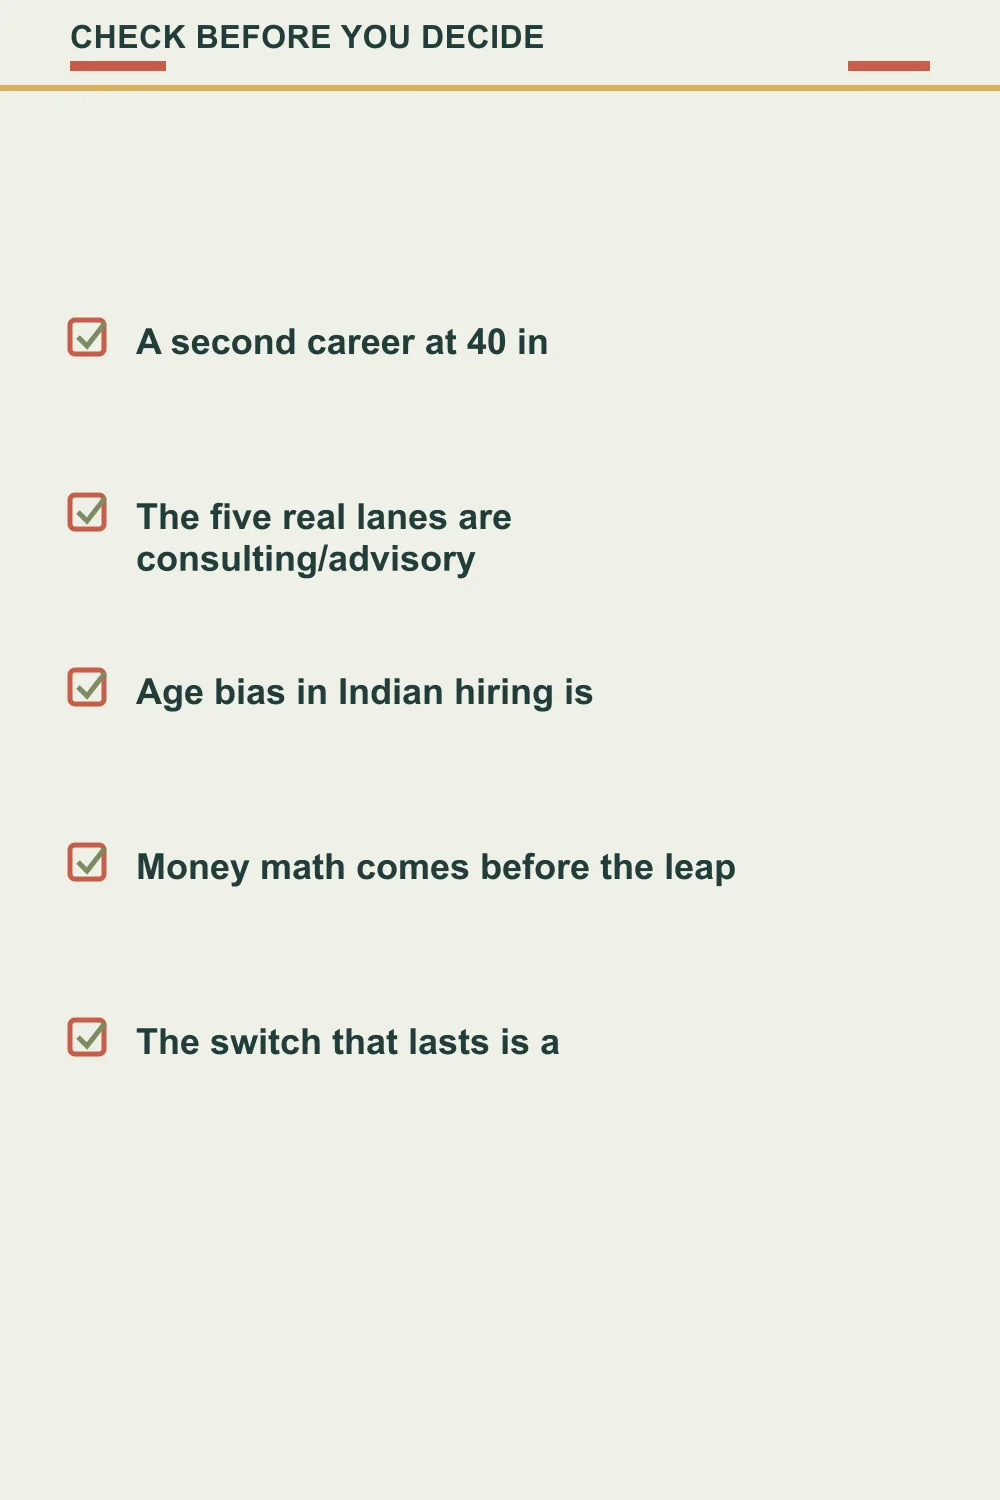 CHECK BEFORE YOU DECIDE
A second career at 40 in
The five real lanes are
consulting/advisory
Age bias in Indian hiring is
Money math comes before the leap
The switch that lasts is a